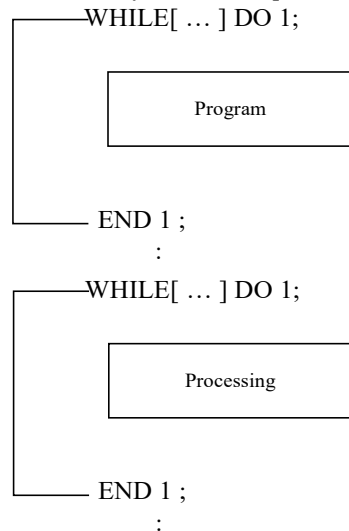 WHILE[ … ] DO 1;
Program
END 1 ;
:
WHILE[ … ] DO 1;
Processing
END 1 ;
: